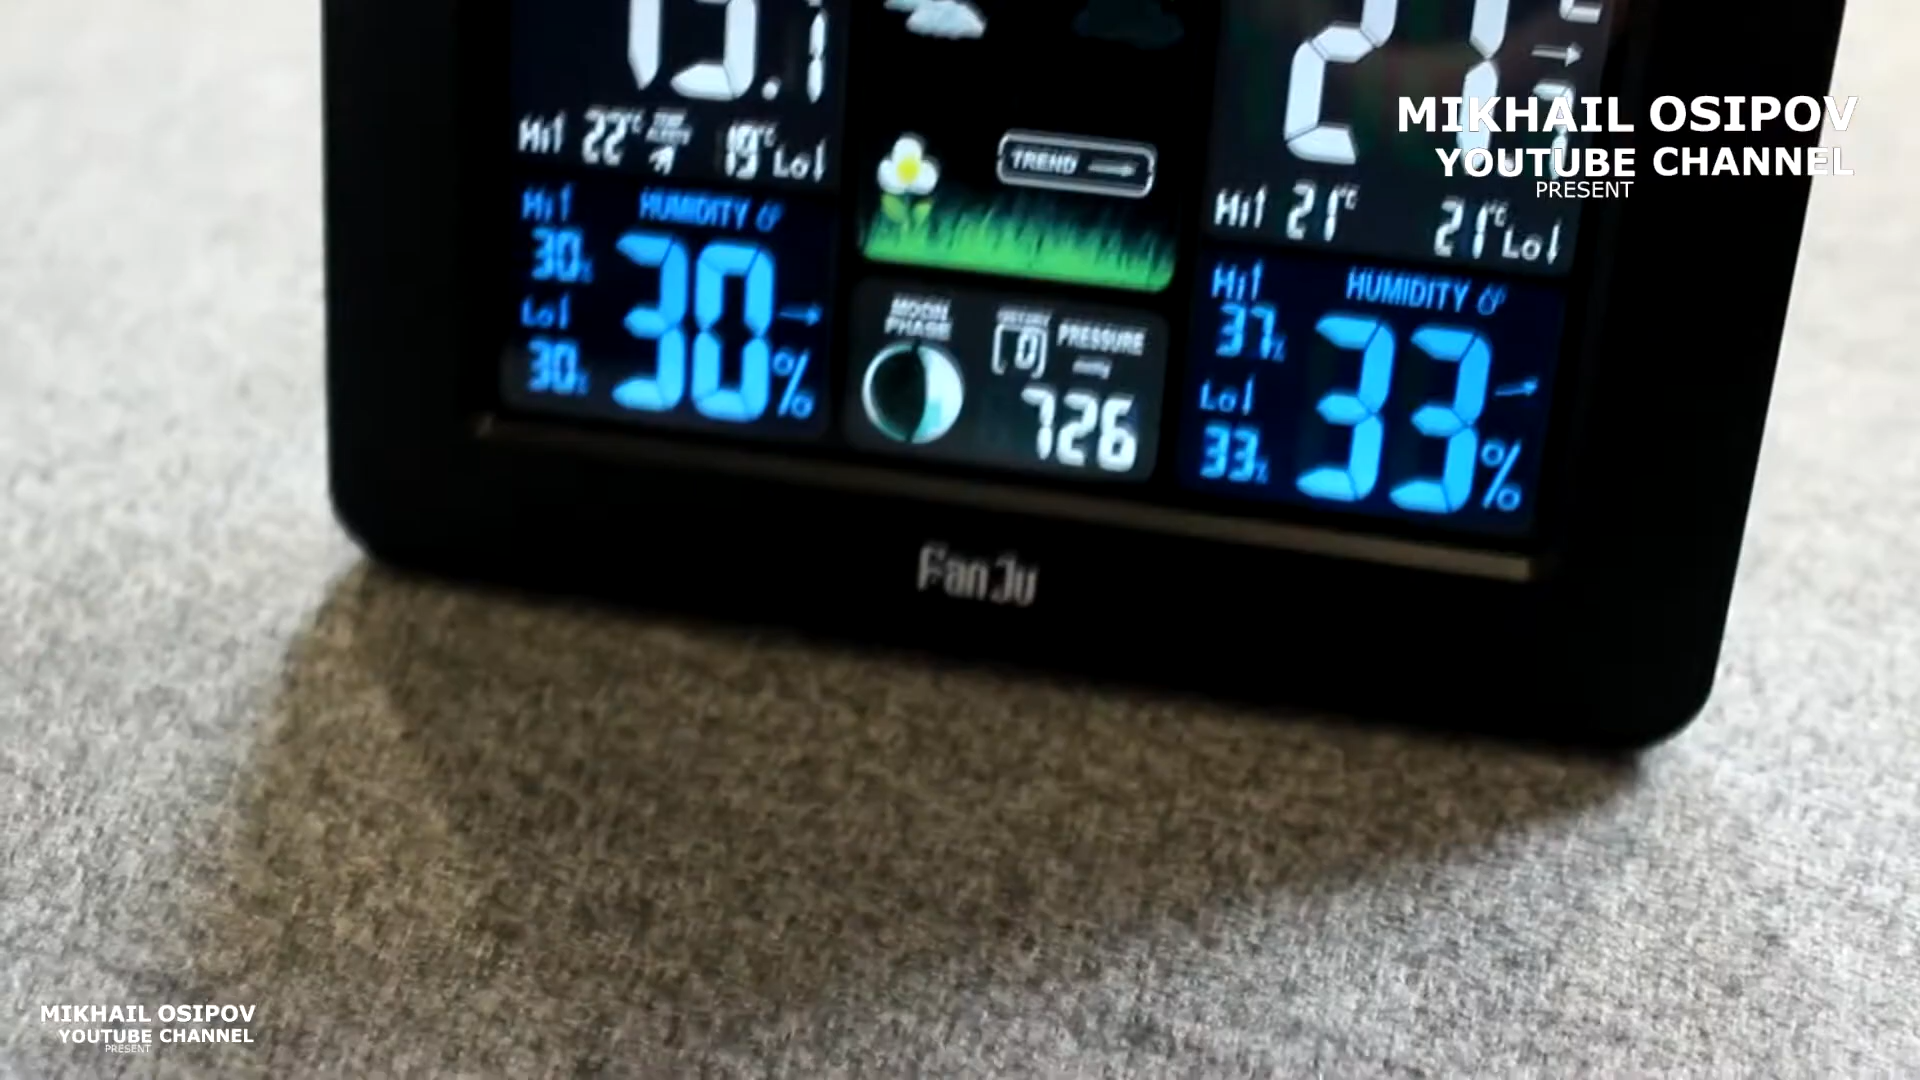 MIKHAIL OSIPOV
YOUTUBE CHANNEL
PRESENT
Hi 22°C 19°C Lo
TREND
Hi 21°C 21°C Lo
Hi HUMIDITY
30%
30%
Lo
30%
MOON PHASE
PRESSURE
726
Hi HUMIDITY
37%
33%
Lo
33%
FanJu
MIKHAIL OSIPOV
YOUTUBE CHANNEL
PRESENT